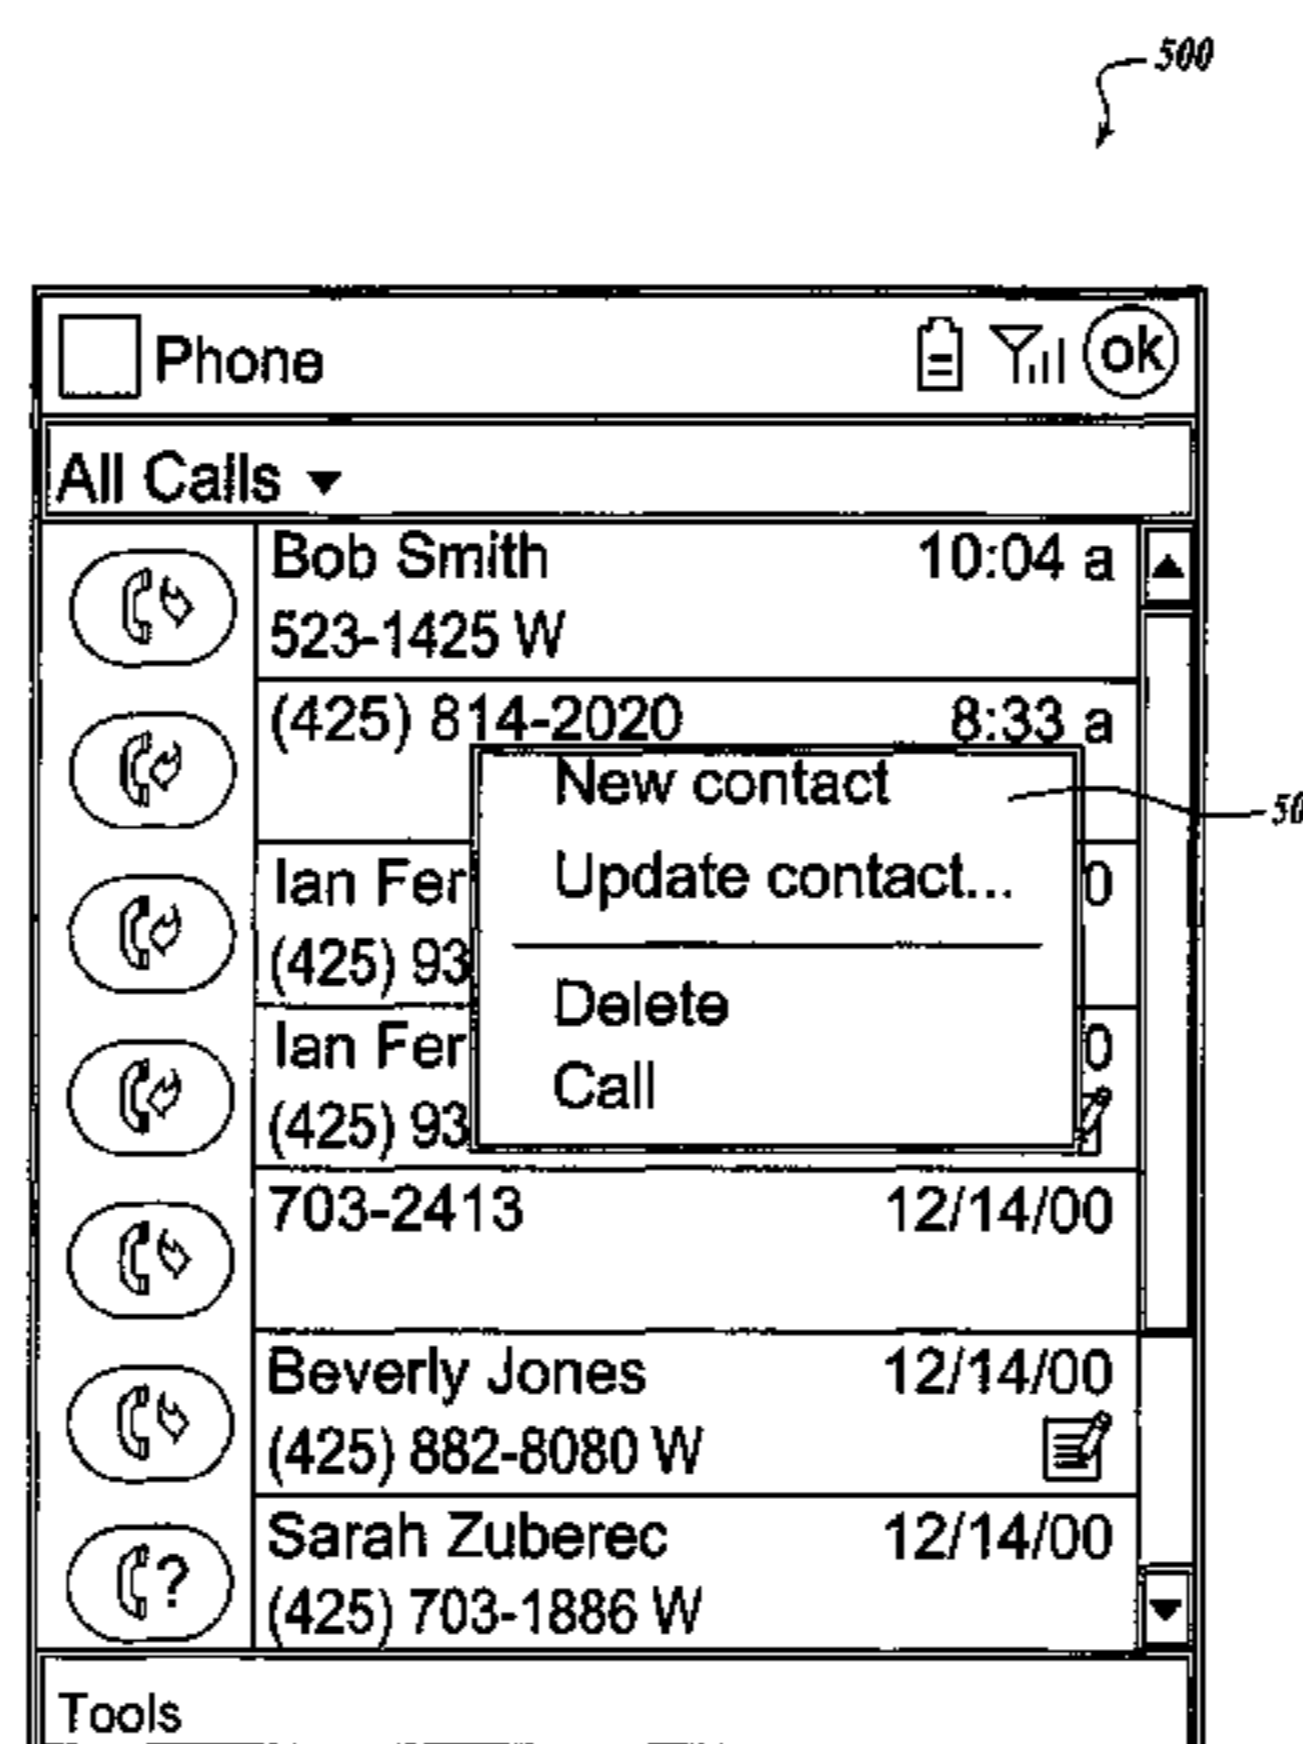 500
Phone
ok
All Calls
Bob Smith 10:04 a
523-1425 W
(425) 814-2020 8:33 a
New contact
Update contact...
Delete
Call
Ian Fer 0
(425) 93
Ian Fer 0
(425) 93
703-2413 12/14/00
Beverly Jones 12/14/00
(425) 882-8080 W
? Sarah Zuberec 12/14/00
(425) 703-1886 W
Tools